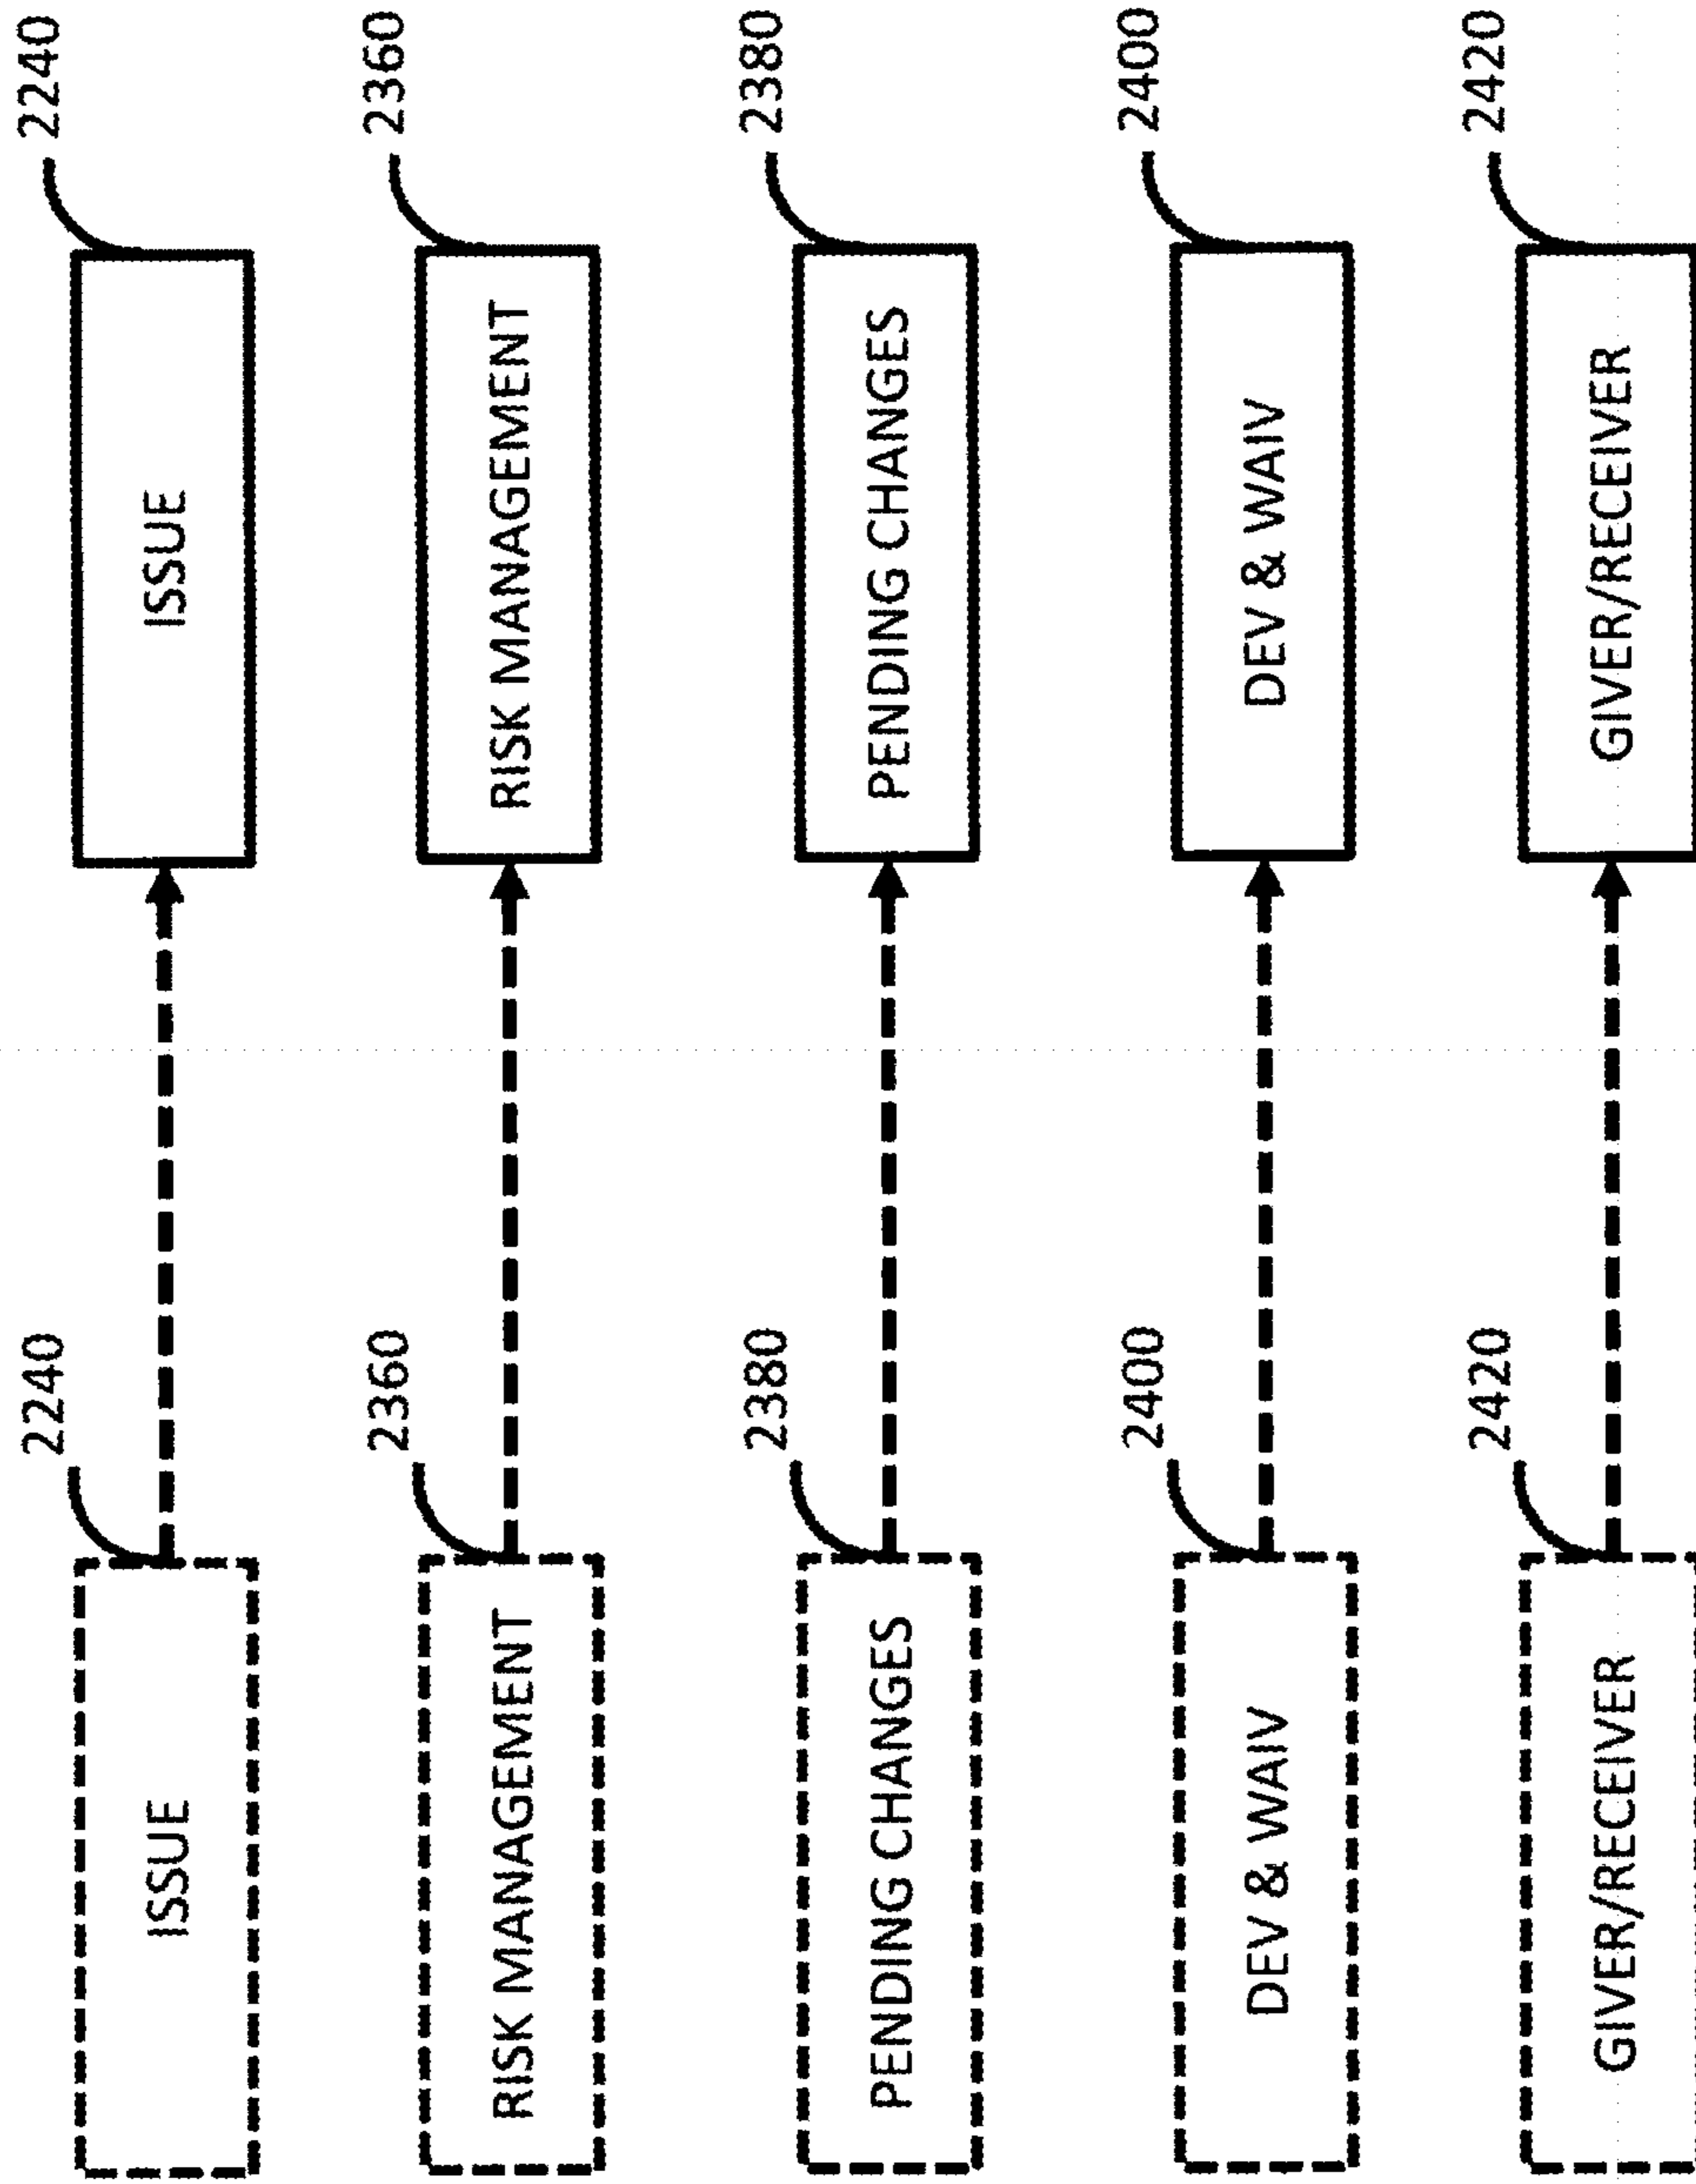 2240
2240
ISSUE
ISSUE
2360
2360
RISK MANAGEMENT
RISK MANAGEMENT
2380
2380
PENDING CHANGES
PENDING CHANGES
2400
2400
DEV & WAIV
DEV & WAIV
2420
2420
GIVER/RECEIVER
GIVER/RECEIVER